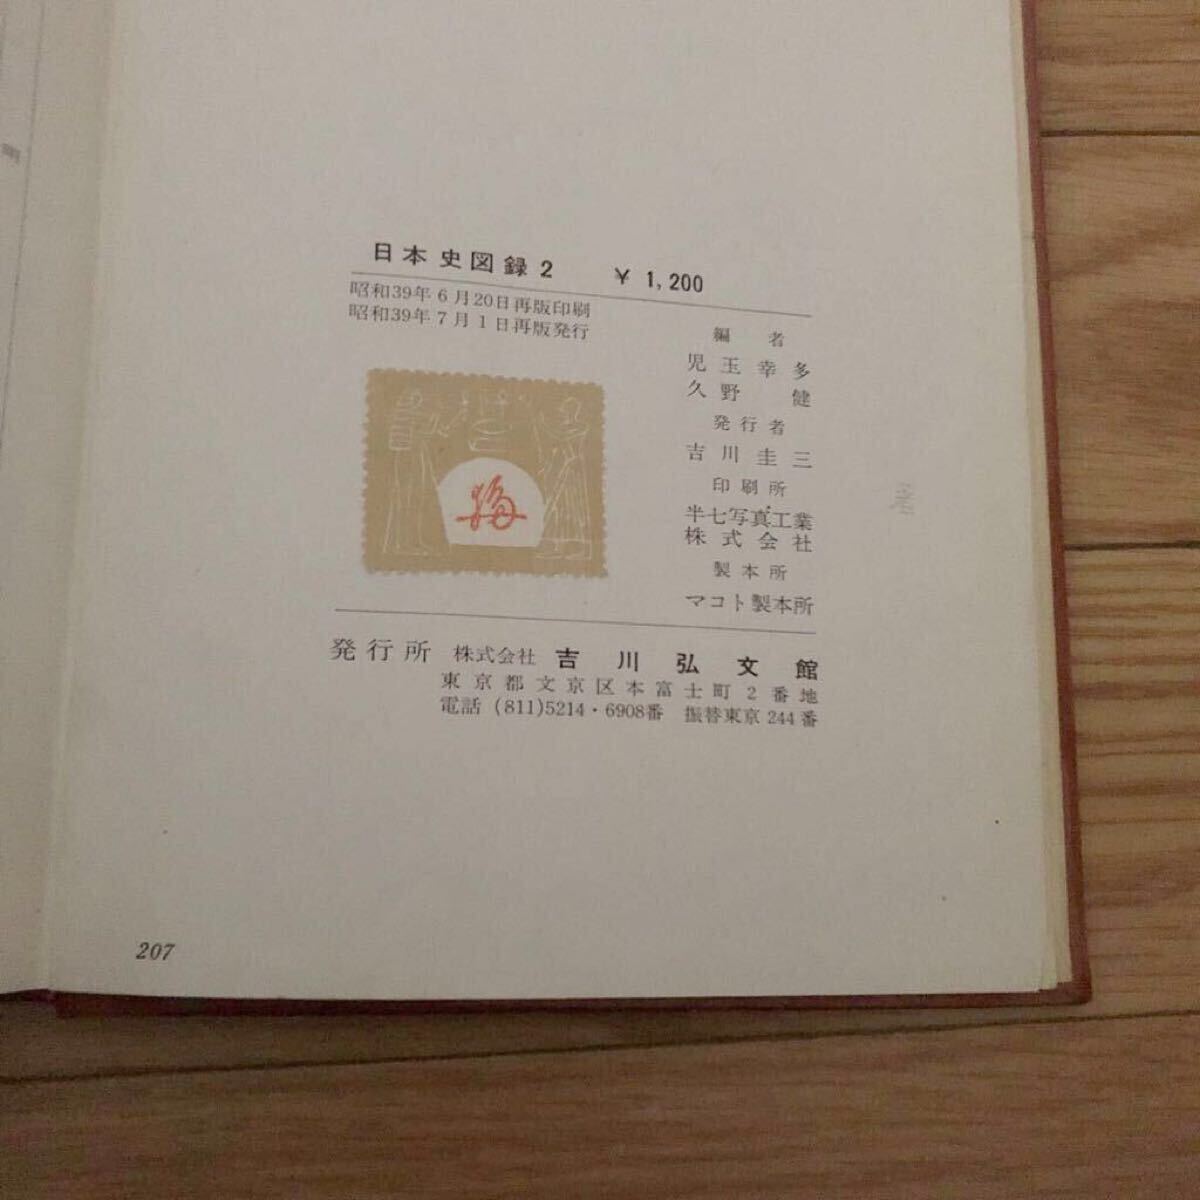 日本史図録2　¥1,200
昭和39年6月20日再版印刷
昭和39年7月1日再版発行
編者
児玉幸多
久野健
発行者
吉川圭三
印刷所
半七写真工業
株式会社
製本所
マコト製本所
発行所 株式会社 吉川弘文館
東京都文京区本富士町2番地
電話(811)5214・6908番 振替東京244番
207